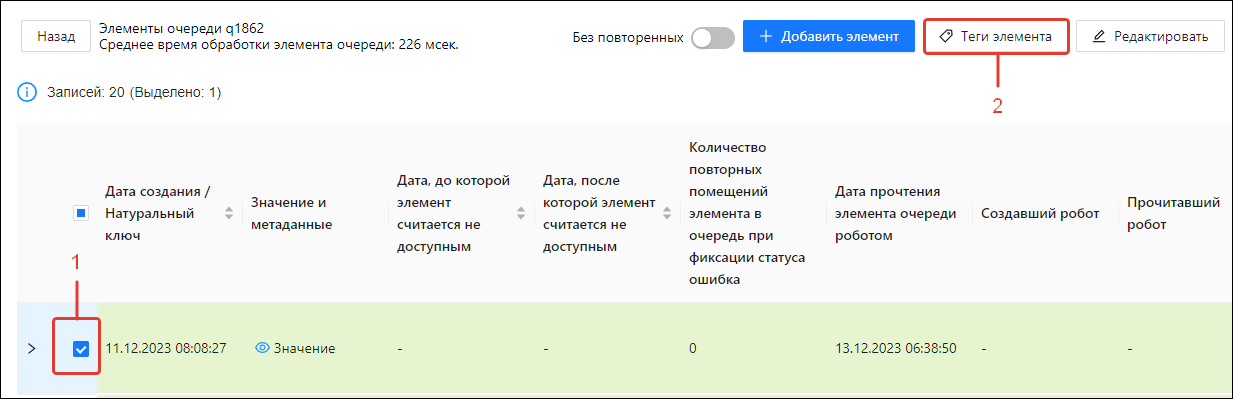 Назад
Элементы очереди q1862
Среднее время обработки элемента очереди: 226 мсек.
Без повторенных
+ Добавить элемент
Теги элемента
Редактировать
2
Записей: 20 (Выделено: 1)
Дата создания /
Натуральный
ключ
Значение и
метаданные
Дата, до которой
элемент
считается не
доступным
Дата, после
которой элемент
считается не
доступным
Количество
повторных
помещений
элемента в
очередь при
фиксации статуса
ошибка
Дата прочтения
элемента очереди
роботом
Создавший робот
Прочитавший
робот
1
11.12.2023 08:08:27
Значение
-
-
0
13.12.2023 06:38:50
-
-